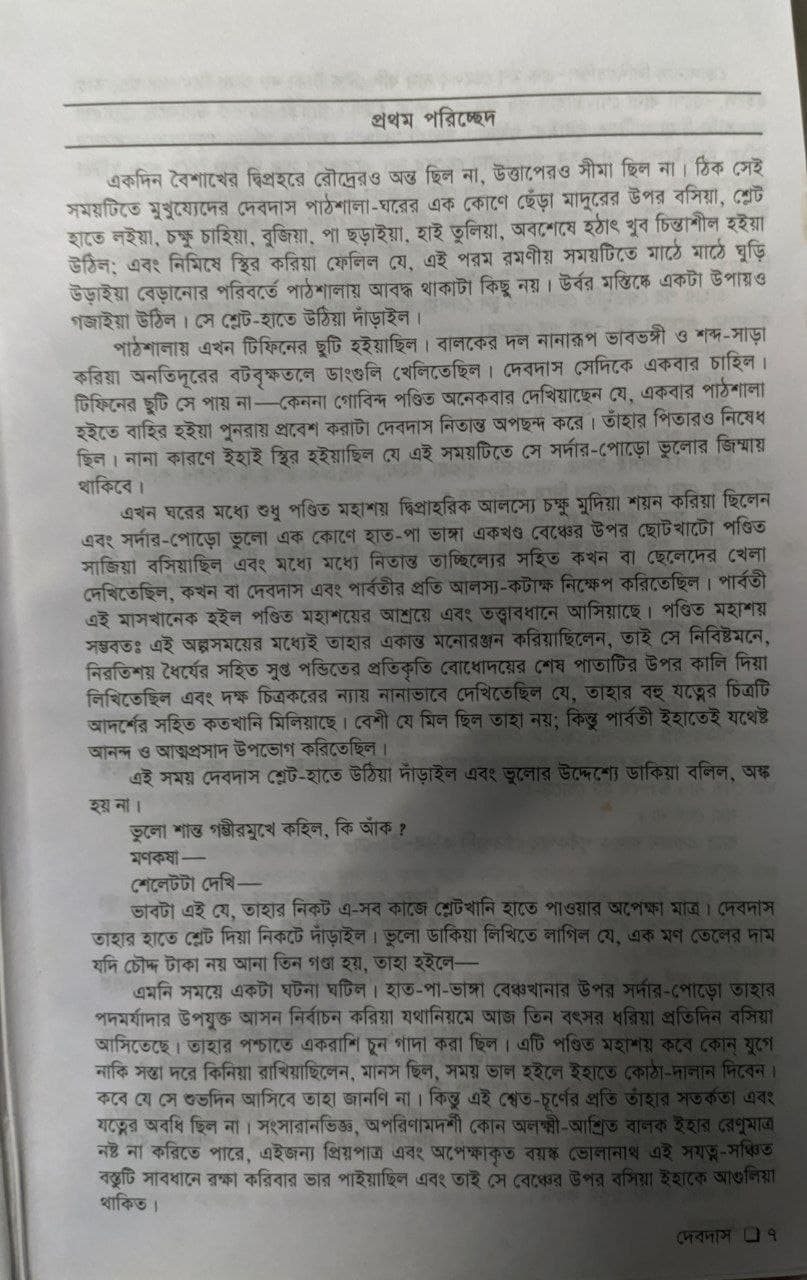 প্রথম পরিচ্ছেদ
একদিন বৈশাখের দ্বিপ্রহরে রৌদ্রেরও অন্ত ছিল না, উত্তাপেরও সীমা ছিল না। ঠিক সেই
সময়টিতে মুখুয্যেদের দেবদাস পাঠশালা-ঘরের এক কোণে ছেঁড়া মাদুরের উপর বসিয়া, শ্লেট
হাতে লইয়া, চক্ষু চাহিয়া, বুজিয়া, পা ছড়াইয়া, হাই তুলিয়া, অবশেষে হঠাৎ খুব চিন্তাশীল হইয়া
উঠিল; এবং নিমিষে স্থির করিয়া ফেলিল যে, এই পরম রমণীয় সময়টিতে মাঠে মাঠে ঘুড়ি
উড়াইয়া বেড়ানোর পরিবর্তে পাঠশালায় আবদ্ধ থাকাটা কিছু নয়। উর্বর মস্তিষ্কে একটা উপায়ও
গজাইয়া উঠিল। সে শ্লেট-হাতে উঠিয়া দাঁড়াইল।
পাঠশালায় এখন টিফিনের ছুটি হইয়াছিল। বালকের দল নানারূপ ভাবভঙ্গী ও শব্দ-সাড়া
করিয়া অনতিদূরের বটবৃক্ষতলে ডাংগুলি খেলিতেছিল। দেবদাস সেদিকে একবার চাহিল।
টিফিনের ছুটি সে পায় না—কেননা গোবিন্দ পণ্ডিত অনেকবার দেখিয়াছেন যে, একবার পাঠশালা
হইতে বাহির হইয়া পুনরায় প্রবেশ করাটা দেবদাস নিতান্ত অপছন্দ করে। তাঁহার পিতারও নিষেধ
ছিল। নানা কারণে ইহাই স্থির হইয়াছিল যে এই সময়টিতে সে সর্দার-পোড়ো ভুলোর জিম্মায়
থাকিবে।
এখন ঘরের মধ্যে শুধু পণ্ডিত মহাশয় দ্বিপ্রাহরিক আলস্যে চক্ষু মুদিয়া শয়ন করিয়া ছিলেন
এবং সর্দার-পোড়ো ভুলো এক কোণে হাত-পা ভাঙ্গা একখণ্ড বেঞ্চের উপর ছোটখাটো পণ্ডিত
সাজিয়া বসিয়াছিল এবং মধ্যে মধ্যে নিতান্ত তাচ্ছিল্যের সহিত কখন বা ছেলেদের খেলা
দেখিতেছিল, কখন বা দেবদাস এবং পার্বতীর প্রতি আলস্য-কটাক্ষ নিক্ষেপ করিতেছিল। পার্বতী
এই মাসখানেক হইল পণ্ডিত মহাশয়ের আশ্রয়ে এবং তত্ত্বাবধানে আসিয়াছে। পণ্ডিত মহাশয়
সম্ভবতঃ এই অল্পসময়ের মধ্যেই তাহার একান্ত মনোরঞ্জন করিয়াছিলেন, তাই সে নিবিষ্টমনে,
নিরতিশয় ধৈর্যের সহিত সুপ্ত পন্ডিতের প্রতিকৃতি বোধোদয়ের শেষ পাতাটির উপর কালি দিয়া
লিখিতেছিল এবং দক্ষ চিত্রকরের ন্যায় নানাভাবে দেখিতেছিল যে, তাহার বহু যত্নের চিত্রটি
আদর্শের সহিত কতখানি মিলিয়াছে। বেশী যে মিল ছিল তাহা নয়; কিন্তু পার্বতী ইহাতেই যথেষ্ট
আনন্দ ও আত্মপ্রসাদ উপভোগ করিতেছিল।
এই সময় দেবদাস শ্লেট-হাতে উঠিয়া দাঁড়াইল এবং ভুলোর উদ্দেশ্যে ডাকিয়া বলিল, অঙ্ক
হয় না।
ভুলো শান্ত গম্ভীরমুখে কহিল, কি আঁক ?
মণকষা—
শেলেটটা দেখি—
ভাবটা এই যে, তাহার নিকট এ-সব কাজে শ্লেটখানি হাতে পাওয়ার অপেক্ষা মাত্র। দেবদাস
তাহার হাতে শ্লেট দিয়া নিকটে দাঁড়াইল। ভুলো ডাকিয়া লিখিতে লাগিল যে, এক মণ তেলের দাম
যদি চৌদ্দ টাকা নয় আনা তিন গণ্ডা হয়, তাহা হইলে—
এমনি সময়ে একটা ঘটনা ঘটিল। হাত-পা-ভাঙ্গা বেঞ্চখানার উপর সর্দার-পোড়ো তাহার
পদমর্যাদার উপযুক্ত আসন নির্বাচন করিয়া যথানিয়মে আজ তিন বৎসর ধরিয়া প্রতিদিন বসিয়া
আসিতেছে। তাহার পশ্চাতে একরাশি চুন গাদা করা ছিল। এটি পণ্ডিত মহাশয় কবে কোন্ যুগে
নাকি সস্তা দরে কিনিয়া রাখিয়াছিলেন, মানস ছিল, সময় ভাল হইলে ইহাতে কোঠা-দালান দিবেন।
কবে যে সে শুভদিন আসিবে তাহা জানণি না। কিন্তু এই শ্বেত-চূর্ণের প্রতি তাঁহার সতর্কতা এবং
যত্নের অবধি ছিল না। সংসারানভিজ্ঞ, অপরিণামদর্শী কোন অলক্ষ্মী-আশ্রিত বালক ইহার রেণুমাত্র
নষ্ট না করিতে পারে, এইজন্য প্রিয়পাত্র এবং অপেক্ষাকৃত বয়স্ক ভোলানাথ এই সযত্ন-সঞ্চিত
বস্তুটি সাবধানে রক্ষা করিবার ভার পাইয়াছিল এবং তাই সে বেঞ্চের উপর বসিয়া ইহাকে আগুলিয়া
থাকিত।
দেবদাস ❑ ৭